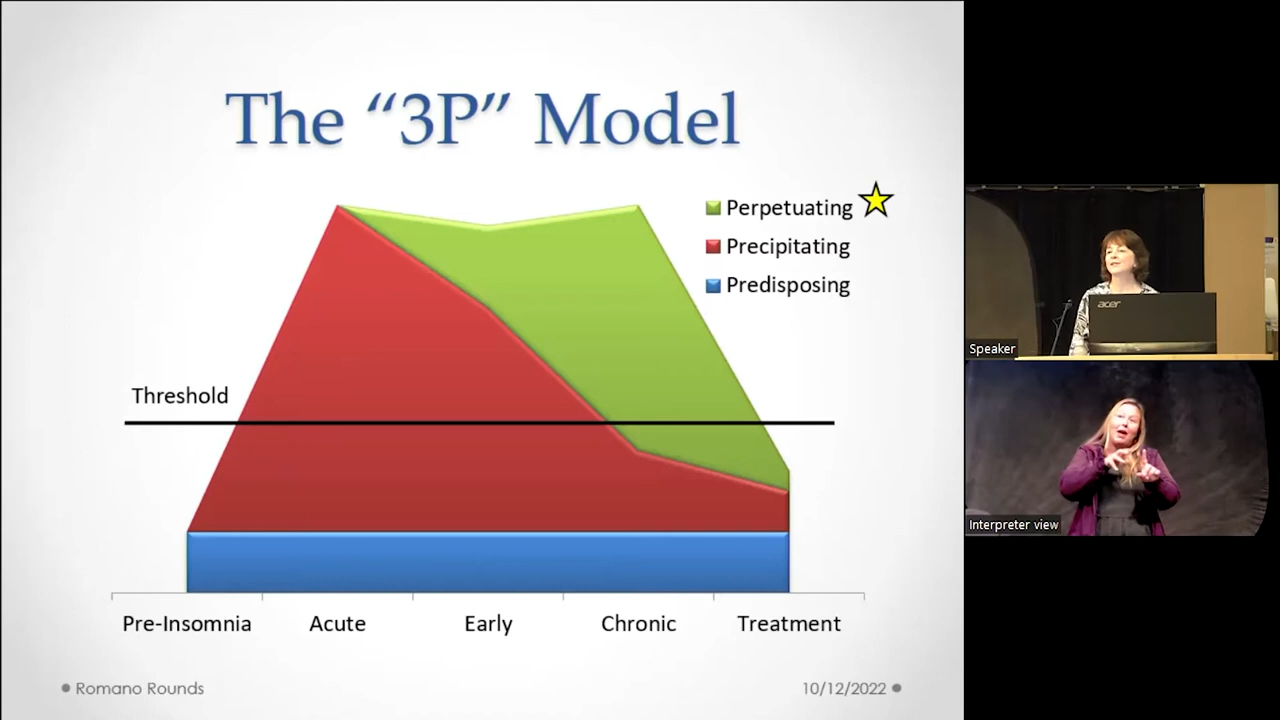 The “3P” Model
Perpetuating
Precipitating
Predisposing
Threshold
Pre-Insomnia Acute Early Chronic Treatment
Romano Rounds
10/12/2022
acer
Speaker
Interpreter view